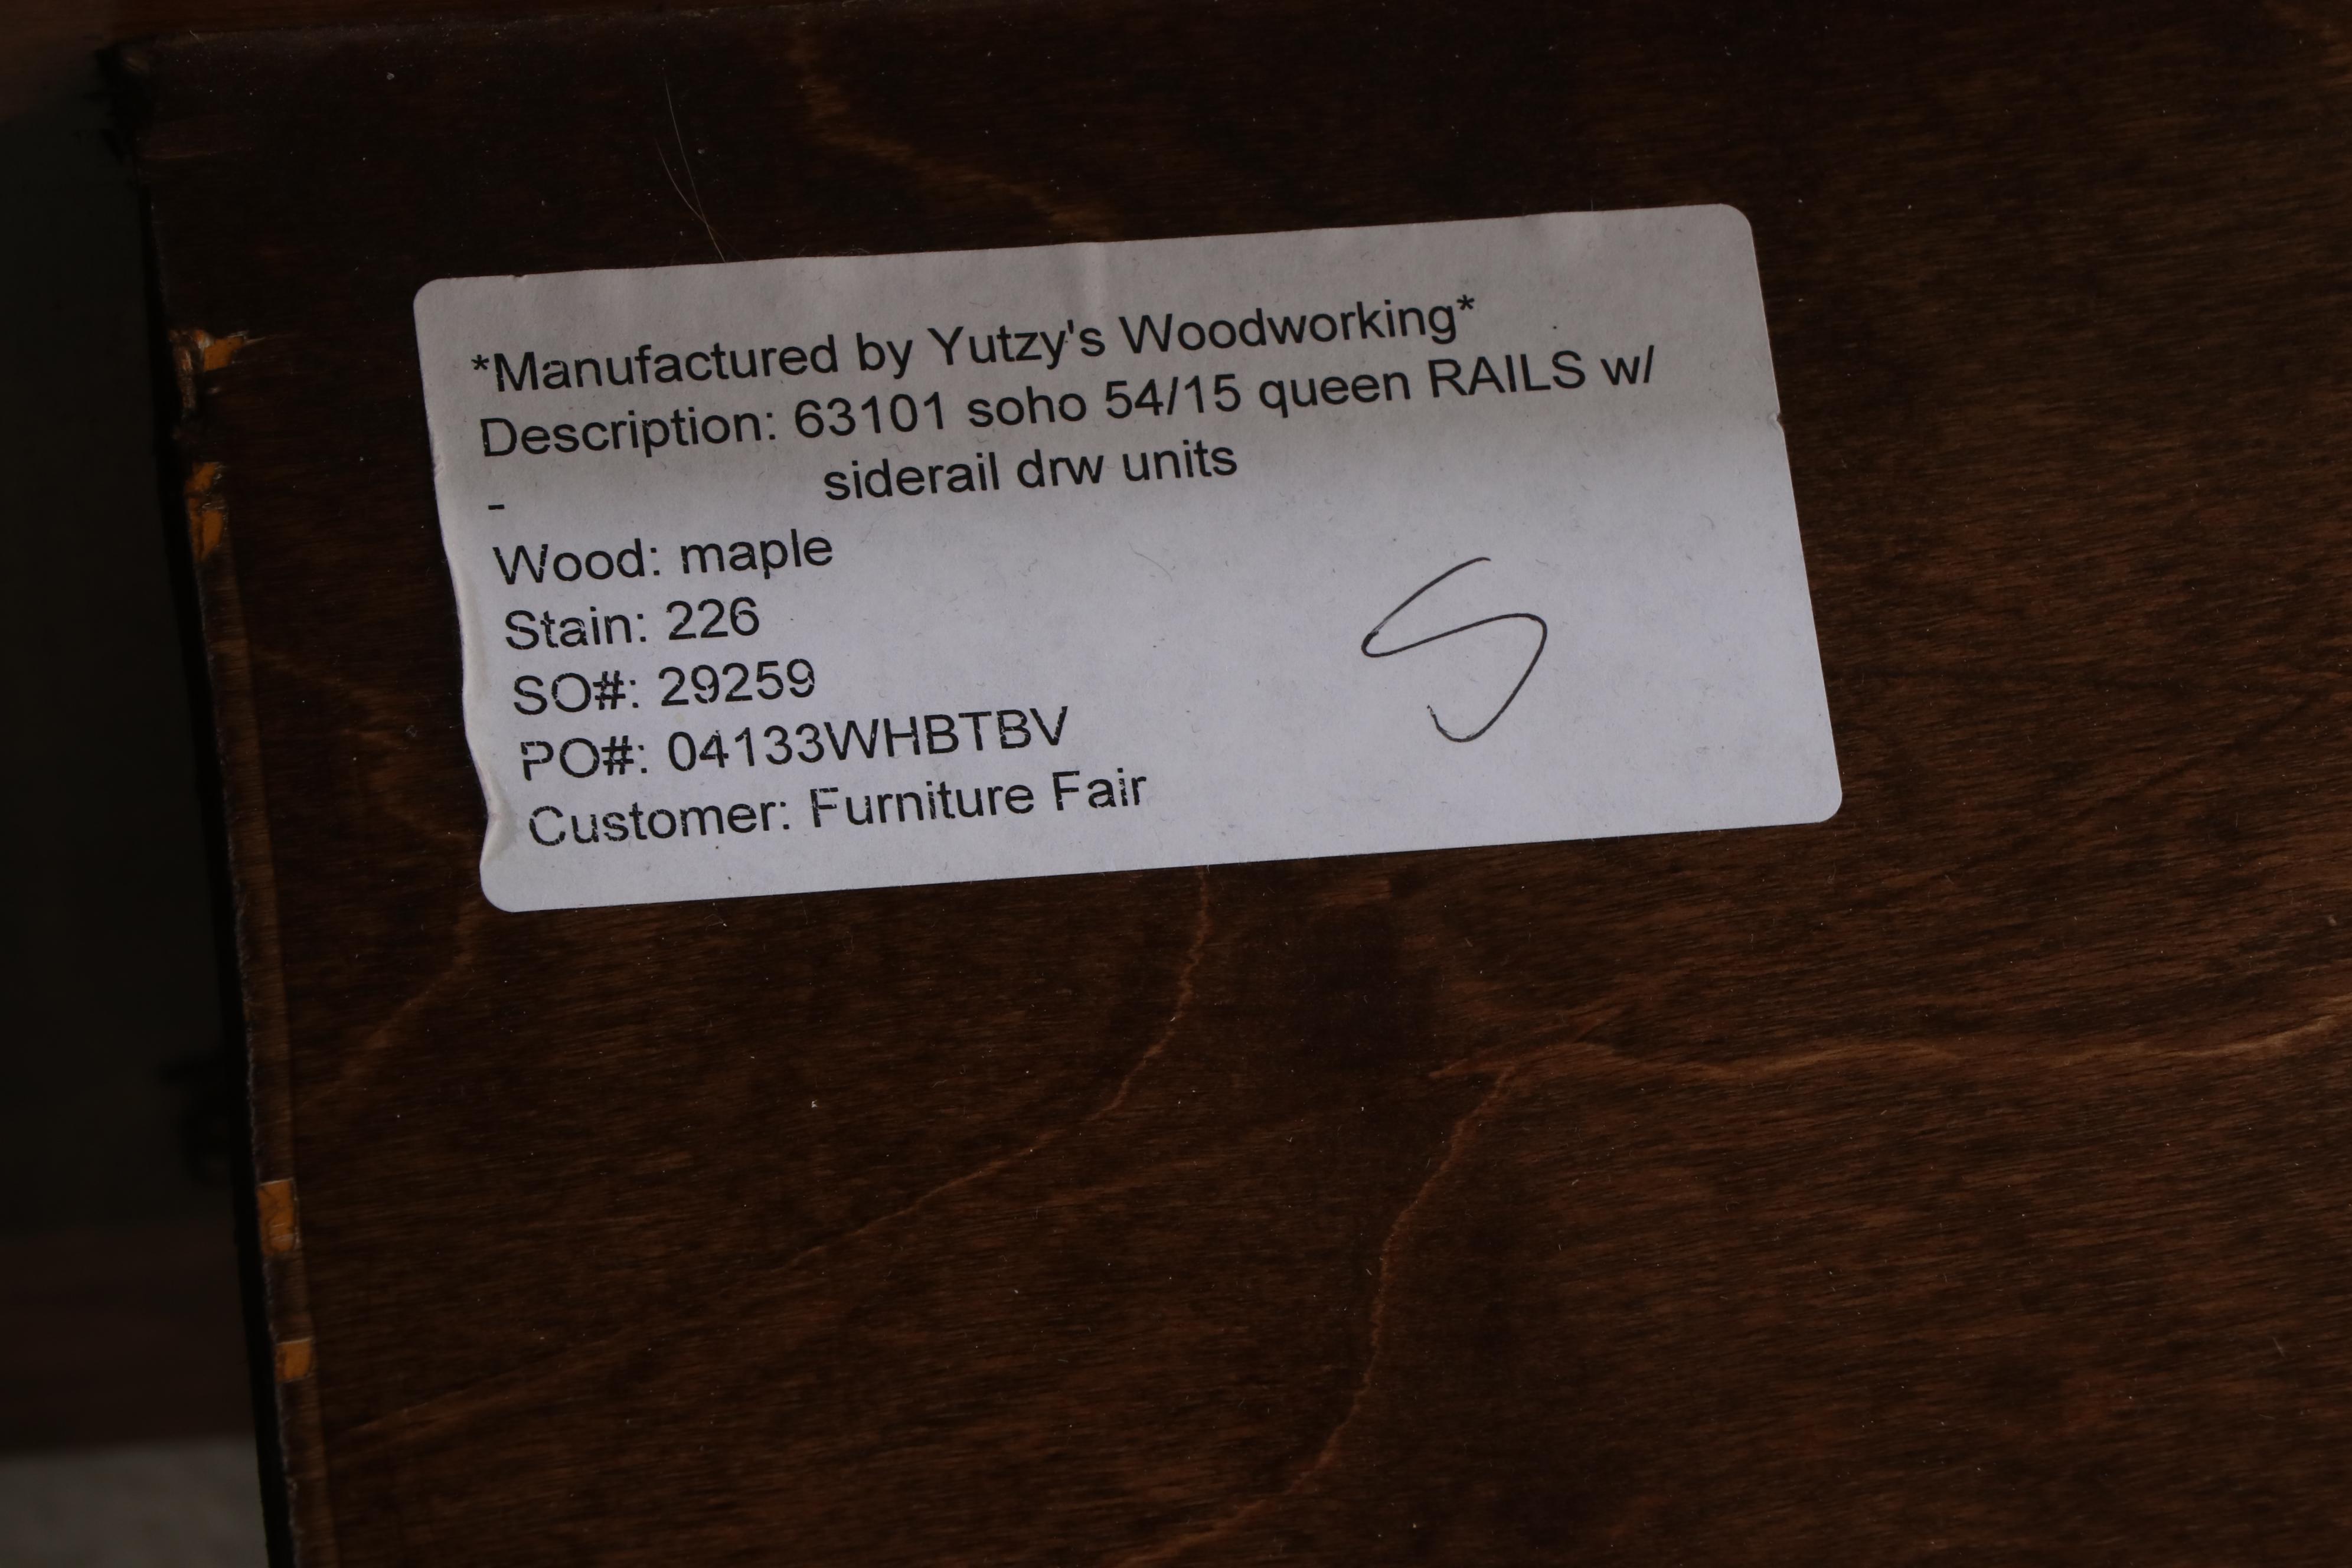 *Manufactured by Yutzy's Woodworking*
Description: 63101 soho 54/15 queen RAILS w/
- siderail drw units
Wood: maple
Stain: 226
SO#: 29259
PO#: 04133WHBTBV
Customer: Furniture Fair
S